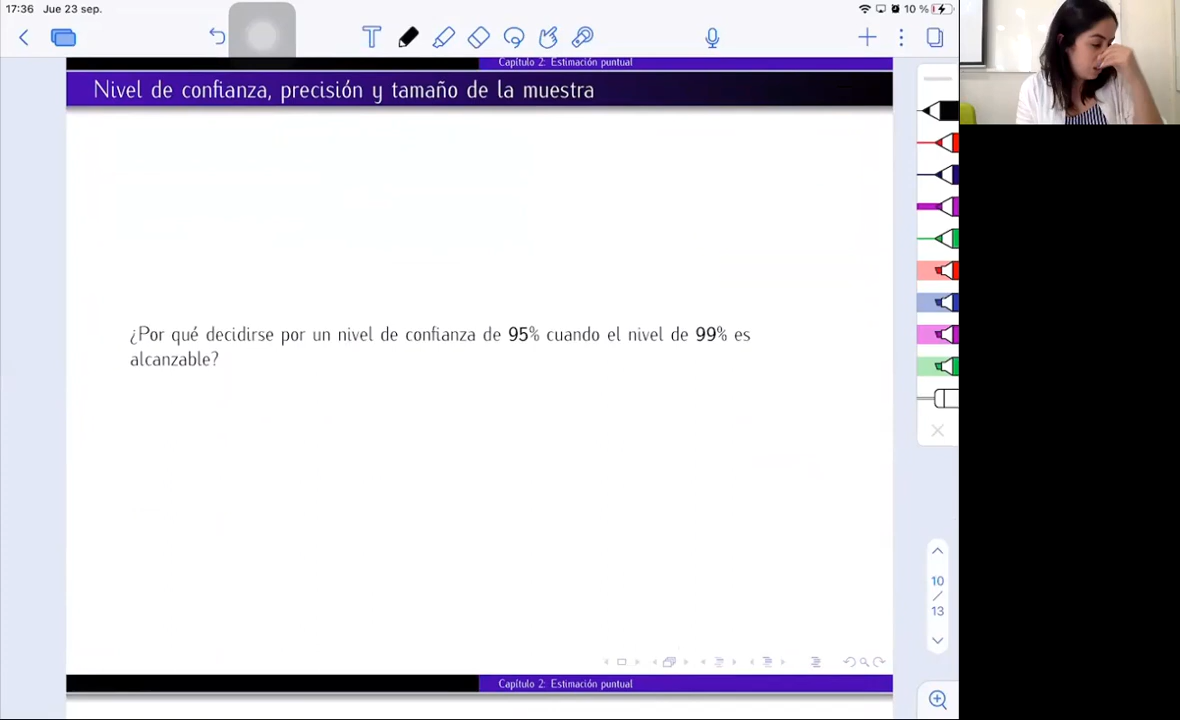 17:36 Jue 23 sep.
10 %
Capítulo 2: Estimación puntual
Nivel de confianza, precisión y tamaño de la muestra
¿Por qué decidirse por un nivel de confianza de 95% cuando el nivel de 99% es
alcanzable?
10
/
13
Capítulo 2: Estimación puntual